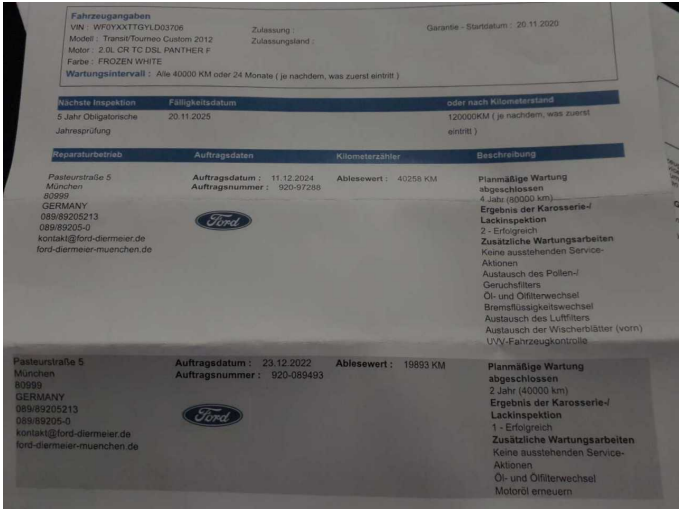 Fahrzeugangaben
VIN : WF0YXXTTGYLD03706
Zulassung :
Garantie - Startdatum : 20.11.2020
Modell : Transit/Tourneo Custom 2012
Zulassungsland :
Motor : 2.0L CR TC DSL PANTHER F
Farbe : FROZEN WHITE
Wartungsintervall : Alle 40000 KM oder 24 Monate ( je nachdem, was zuerst eintritt )
Nächste Inspektion Fälligkeitsdatum oder nach Kilometerstand
5 Jahr Obligatorische 20.11.2025 120000KM ( je nachdem, was zuerst
Jahresprüfung eintritt )
Reparaturbetrieb Auftragsdaten Kilometerzähler Beschreibung
Pasteurstraße 5
München
80999
GERMANY
089/89205213
089/89205-0
kontakt@ford-diermeier.de
ford-diermeier-muenchen.de
Auftragsdatum : 11.12.2024
Auftragsnummer : 920-97288
Ford
Ablesewert : 40258 KM
Planmäßige Wartung
abgeschlossen
4 Jahr (80000 km)
Ergebnis der Karosserie-/
Lackinspektion
2 - Erfolgreich
Zusätzliche Wartungsarbeiten
Keine ausstehenden Service-
Aktionen
Austausch des Pollen-/
Geruchsfilters
Öl- und Ölfilterwechsel
Bremsflüssigkeitswechsel
Austausch des Luftfilters
Austausch der Wischerblätter (vorn)
UVV-Fahrzeugkontrolle
Pasteurstraße 5
München
80999
GERMANY
089/89205213
089/89205-0
kontakt@ford-diermeier.de
ford-diermeier-muenchen.de
Auftragsdatum : 23.12.2022
Auftragsnummer : 920-089493
Ford
Ablesewert : 19893 KM
Planmäßige Wartung
abgeschlossen
2 Jahr (40000 km)
Ergebnis der Karosserie-/
Lackinspektion
1 - Erfolgreich
Zusätzliche Wartungsarbeiten
Keine ausstehenden Service-
Aktionen
Öl- und Ölfilterwechsel
Motoröl erneuern